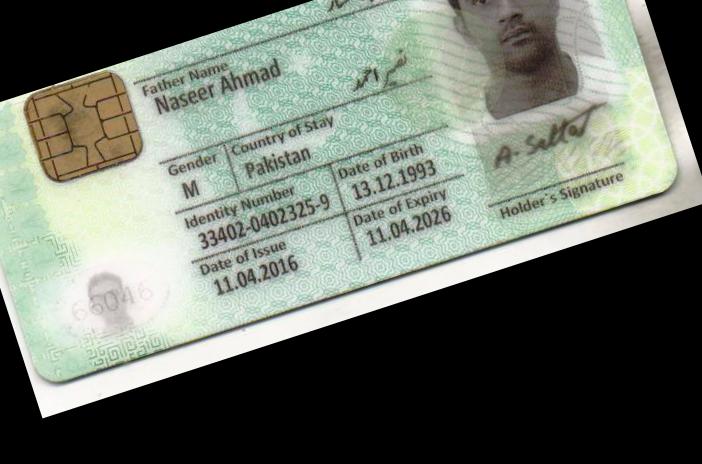 Father Name
Naseer Ahmad
نصیر احمد
Gender
Country of Stay
M
Pakistan
Identity Number
Date of Birth
33402-0402325-9
13.12.1993
Date of Issue
Date of Expiry
11.04.2016
11.04.2026
A. Sattar
Holder's Signature
66046